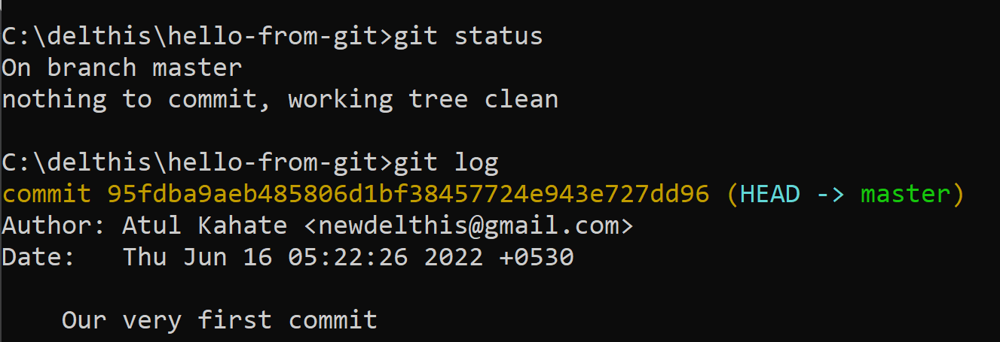 C:\delthis\hello-from-git>git status
On branch master
nothing to commit, working tree clean
C:\delthis\hello-from-git>git log
commit 95fdba9aeb485806d1bf38457724e943e727dd96 (HEAD -> master)
Author: Atul Kahate <newdelthis@gmail.com>
Date:   Thu Jun 16 05:22:26 2022 +0530
    Our very first commit